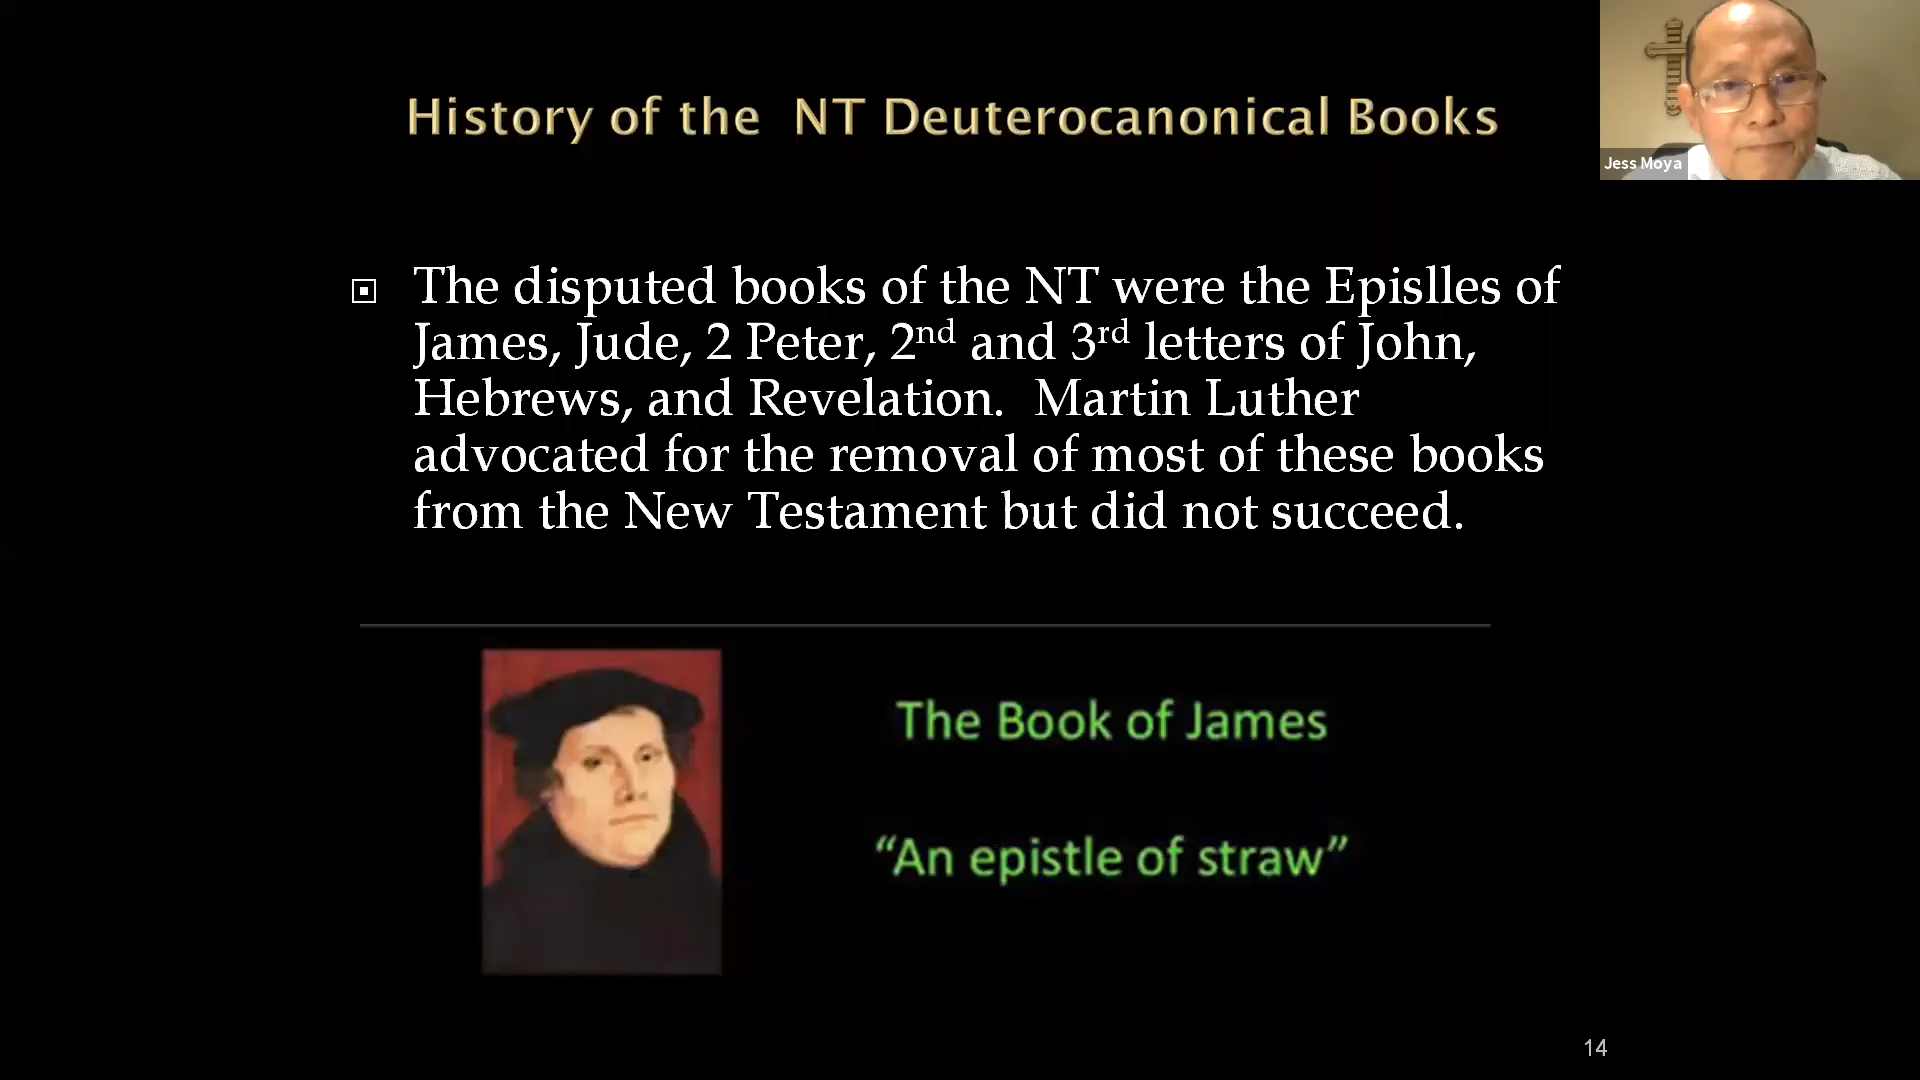 History of the  NT Deuterocanonical Books
Jess Moya
The disputed books of the NT were the Epislles of
James, Jude, 2 Peter, 2nd and 3rd letters of John,
Hebrews, and Revelation.  Martin Luther
advocated for the removal of most of these books
from the New Testament but did not succeed.
The Book of James
“An epistle of straw”
14